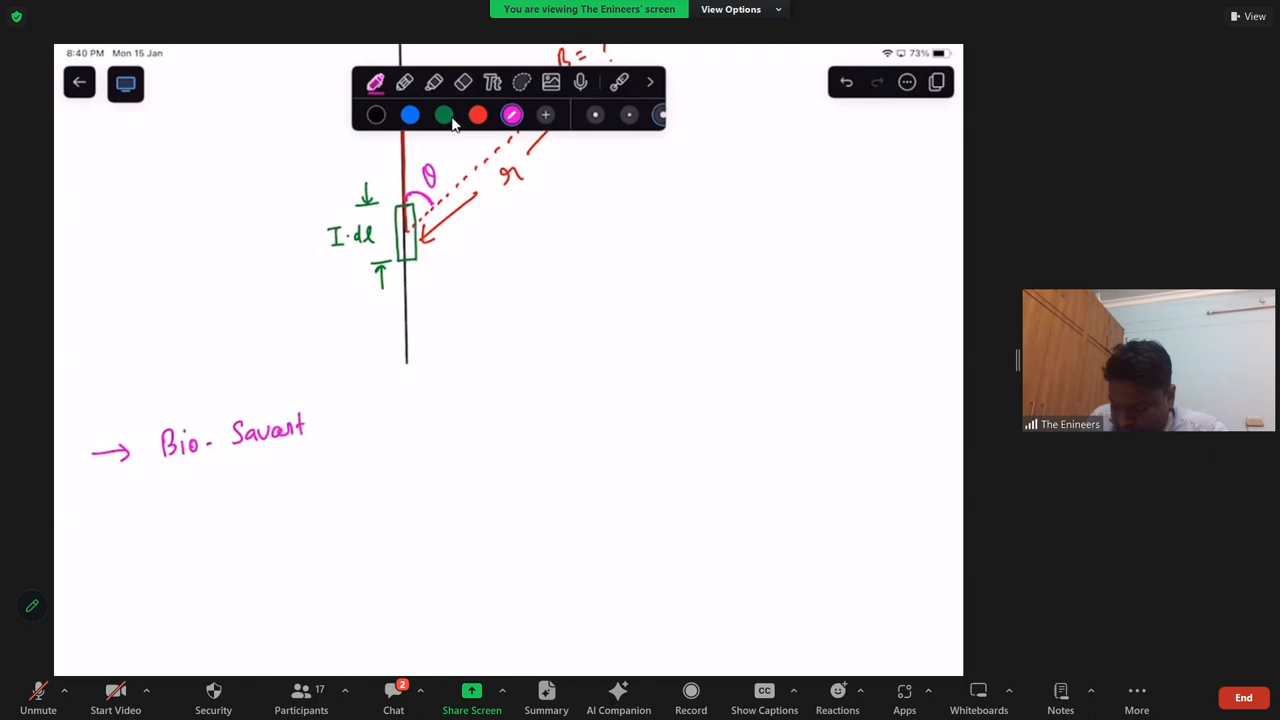 You are viewing The Enineers' screen
View Options
View
8:40 PM Mon 15 Jan
73%
B = ?
Tt
θ
r
I·dl
→ Bio - Savart
The Enineers
17
2
CC
Unmute
Start Video
Security
Participants
Chat
Share Screen
Summary
AI Companion
Record
Show Captions
Reactions
Apps
Whiteboards
Notes
More
End